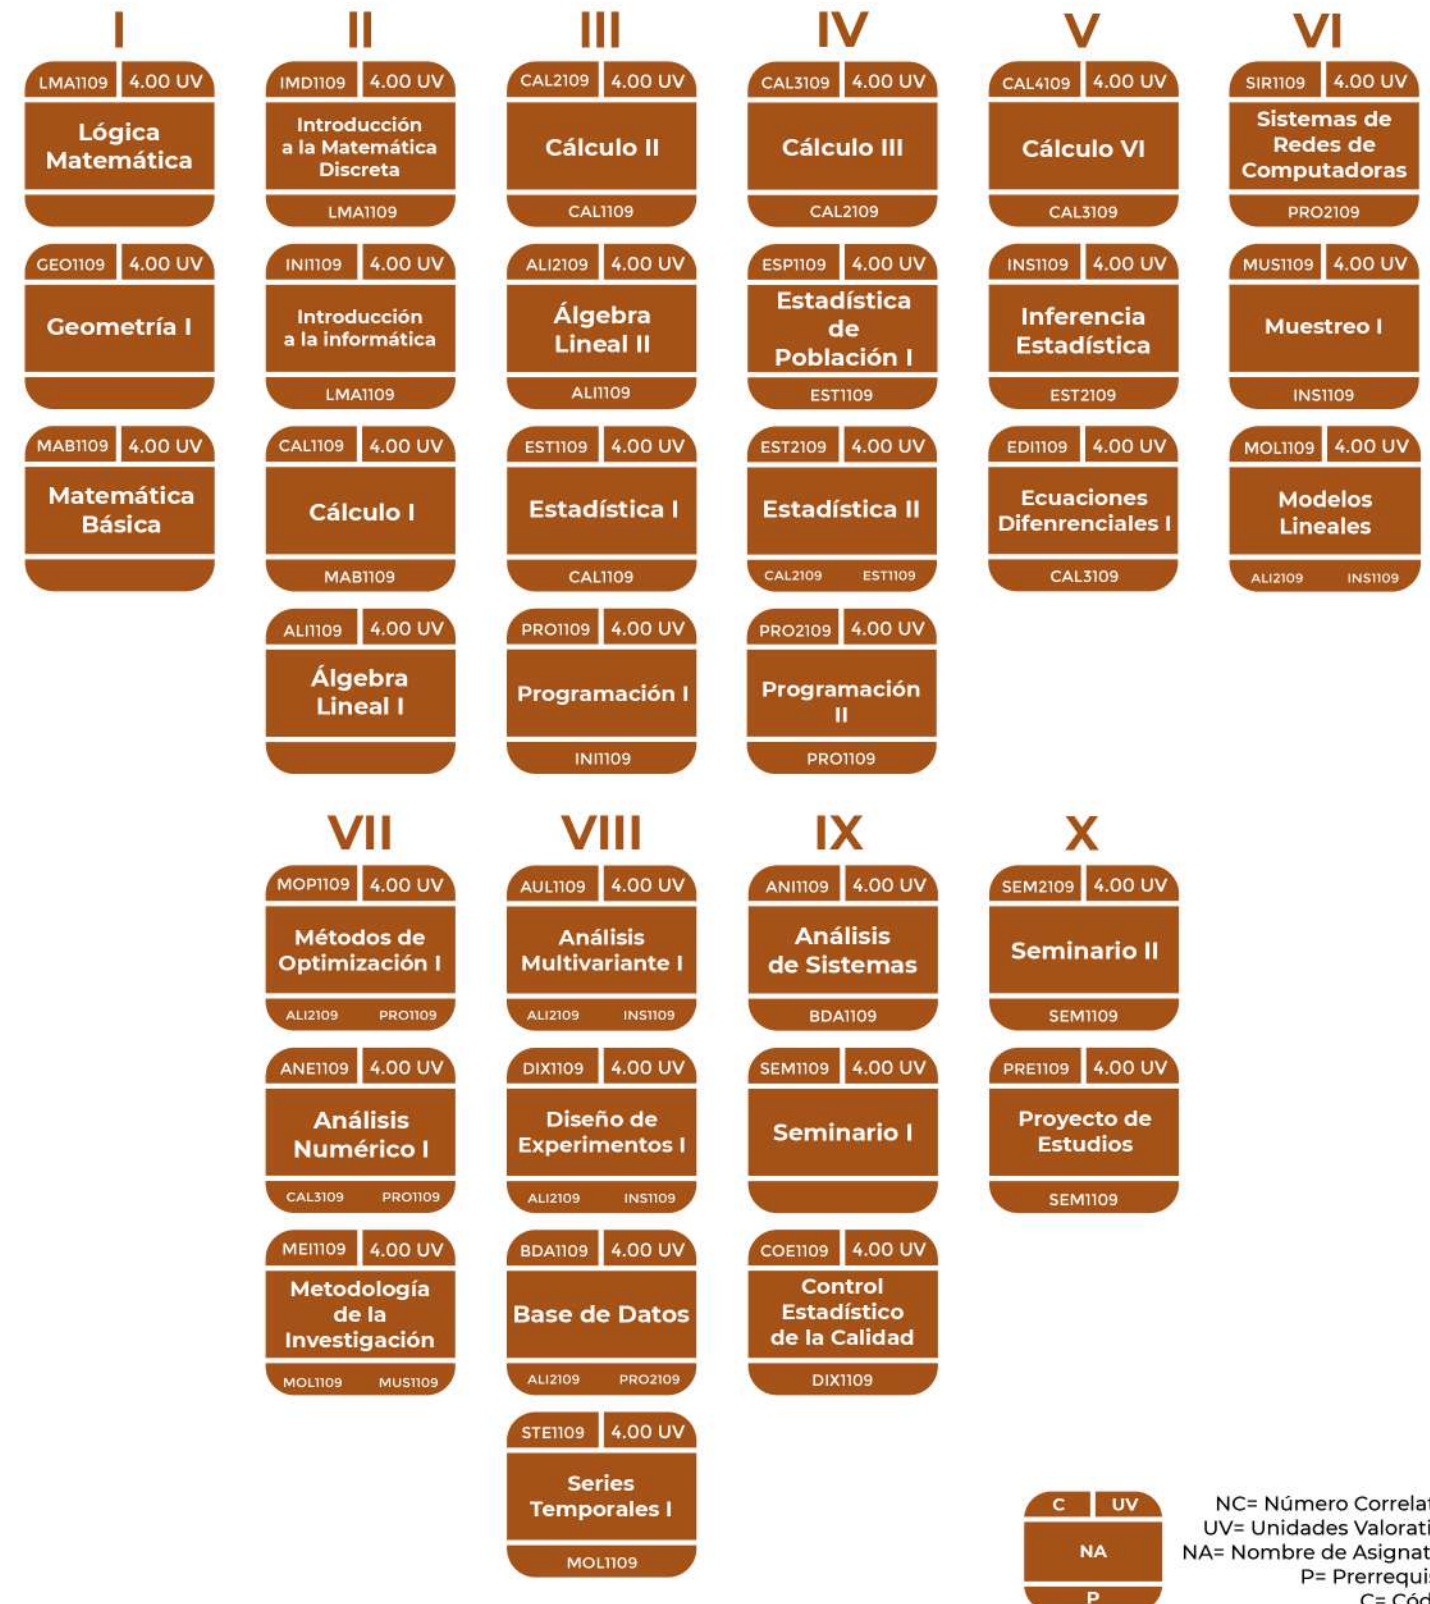 I
II
III
IV
V
VI
LMA1109 4.00 UV
Lógica
Matemática
IMD1109 4.00 UV
Introducción
a la Matemática
Discreta
LMA1109
CAL2109 4.00 UV
Cálculo II
CAL1109
CAL3109 4.00 UV
Cálculo III
CAL2109
CAL4109 4.00 UV
Cálculo VI
CAL3109
SIR1109 4.00 UV
Sistemas de
Redes de
Computadoras
PRO2109
GEO1109 4.00 UV
Geometría I
INI1109 4.00 UV
Introducción
a la informática
LMA1109
ALI2109 4.00 UV
Álgebra
Lineal II
ALI1109
ESP1109 4.00 UV
Estadística
de
Población I
EST1109
INS1109 4.00 UV
Inferencia
Estadística
EST2109
MUS1109 4.00 UV
Muestreo I
INS1109
MAB1109 4.00 UV
Matemática
Básica
CAL1109 4.00 UV
Cálculo I
MAB1109
EST1109 4.00 UV
Estadística I
CAL1109
EST2109 4.00 UV
Estadística II
CAL2109 EST1109
EDI1109 4.00 UV
Ecuaciones
Difenrenciales I
CAL3109
MOL1109 4.00 UV
Modelos
Lineales
ALI2109 INS1109
ALI1109 4.00 UV
Álgebra
Lineal I
PRO1109 4.00 UV
Programación I
INI1109
PRO2109 4.00 UV
Programación
II
PRO1109
VII
VIII
IX
X
MOP1109 4.00 UV
Métodos de
Optimización I
ALI2109 PRO1109
AUL1109 4.00 UV
Análisis
Multivariante I
ALI2109 INS1109
ANI1109 4.00 UV
Análisis
de Sistemas
BDA1109
SEM2109 4.00 UV
Seminario II
SEM1109
ANE1109 4.00 UV
Análisis
Numérico I
CAL3109 PRO1109
DIX1109 4.00 UV
Diseño de
Experimentos I
ALI2109 INS1109
SEM1109 4.00 UV
Seminario I
PRE1109 4.00 UV
Proyecto de
Estudios
SEM1109
MEI1109 4.00 UV
Metodología
de la
Investigación
MOL1109 MUS1109
BDA1109 4.00 UV
Base de Datos
ALI2109 PRO2109
COE1109 4.00 UV
Control
Estadístico
de la Calidad
DIX1109
STE1109 4.00 UV
Series
Temporales I
MOL1109
C UV
NA
P
NC= Número Correlat
UV= Unidades Valorati
NA= Nombre de Asignat
P= Prerrequis
C= Cód